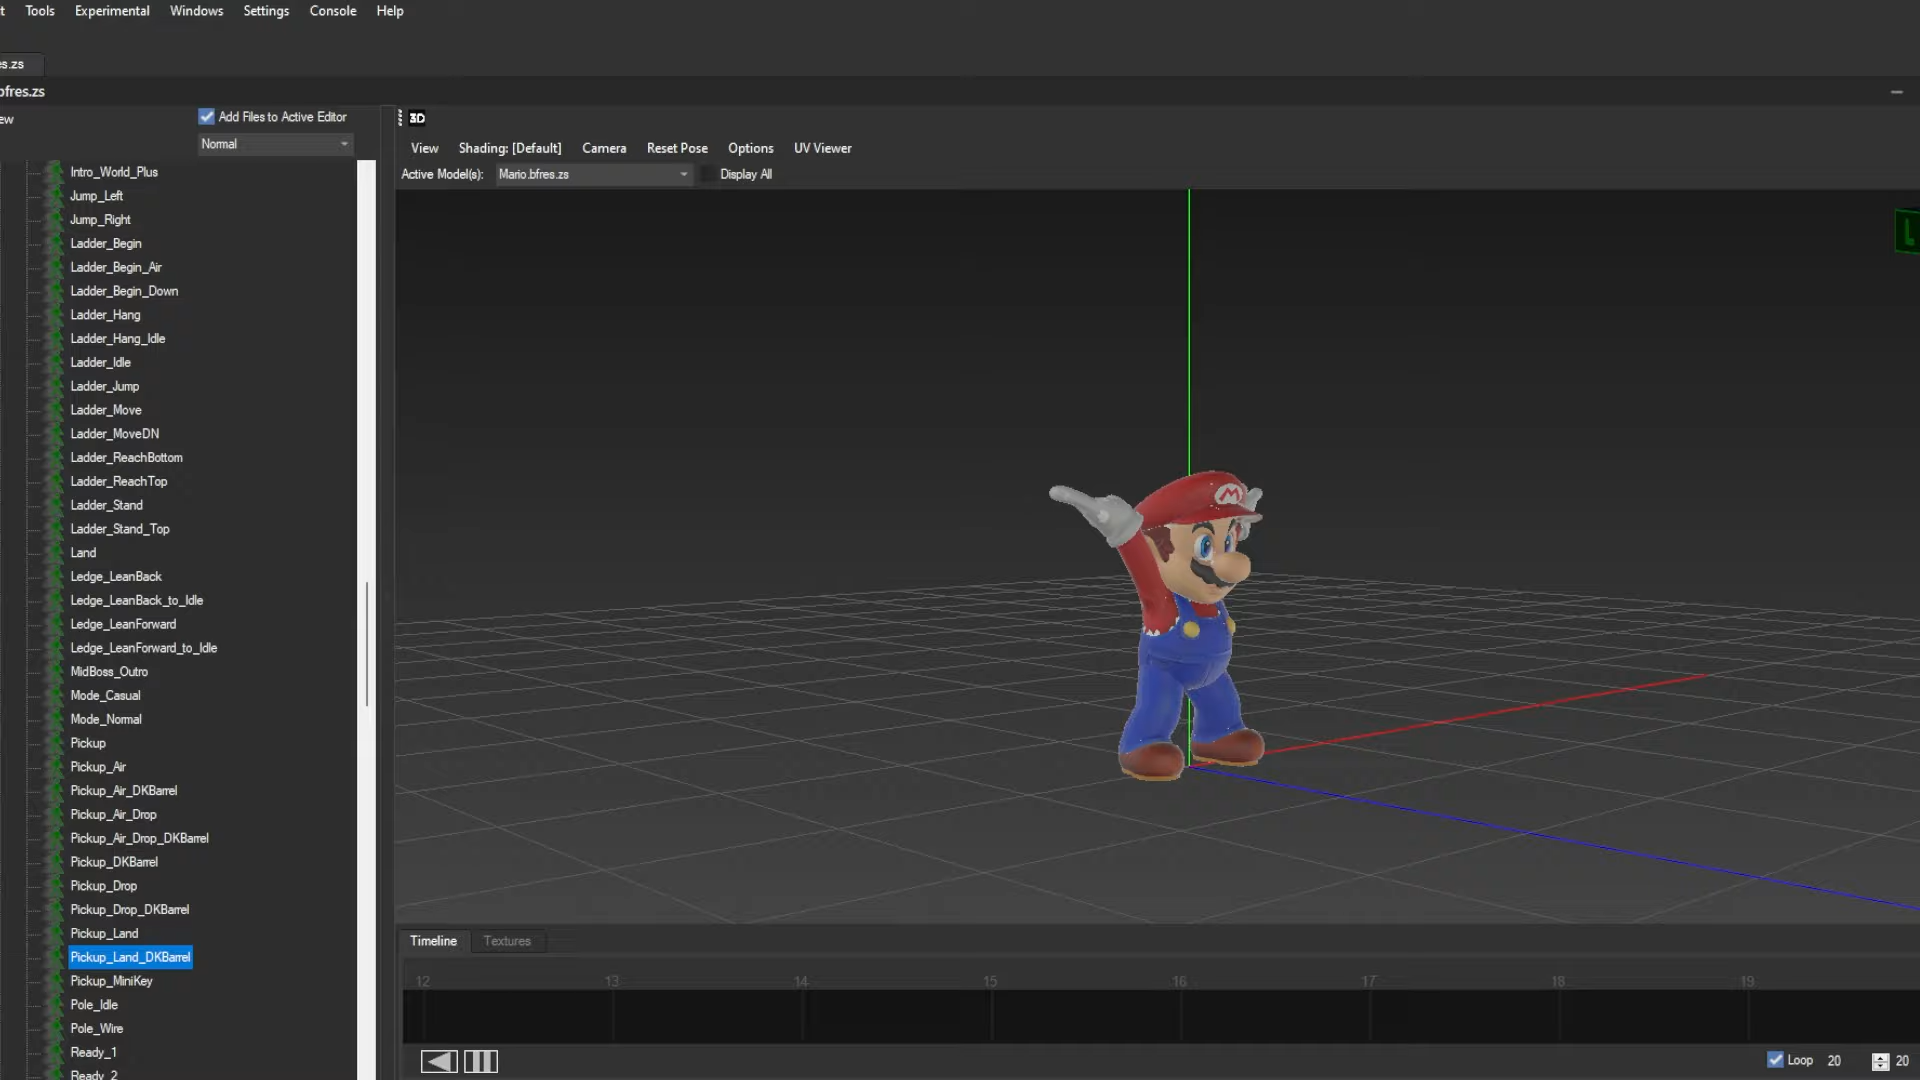 t Tools Experimental Windows Settings Console Help
es.zs
bfres.zs
ew
Add Files to Active Editor
Normal
Intro_World_Plus
Jump_Left
Jump_Right
Ladder_Begin
Ladder_Begin_Air
Ladder_Begin_Down
Ladder_Hang
Ladder_Hang_Idle
Ladder_Idle
Ladder_Jump
Ladder_Move
Ladder_MoveDN
Ladder_ReachBottom
Ladder_ReachTop
Ladder_Stand
Ladder_Stand_Top
Land
Ledge_LeanBack
Ledge_LeanBack_to_Idle
Ledge_LeanForward
Ledge_LeanForward_to_Idle
MidBoss_Outro
Mode_Casual
Mode_Normal
Pickup
Pickup_Air
Pickup_Air_DKBarrel
Pickup_Air_Drop
Pickup_Air_Drop_DKBarrel
Pickup_DKBarrel
Pickup_Drop
Pickup_Drop_DKBarrel
Pickup_Land
Pickup_Land_DKBarrel
Pickup_MiniKey
Pole_Idle
Pole_Wire
Ready_1
Ready_2
3D
View Shading: [Default] Camera Reset Pose Options UV Viewer
Active Model(s): Mario.bfres.zs Display All
L
M
Timeline Textures
12 13 14 15 16 17 18 19
Loop 20 20